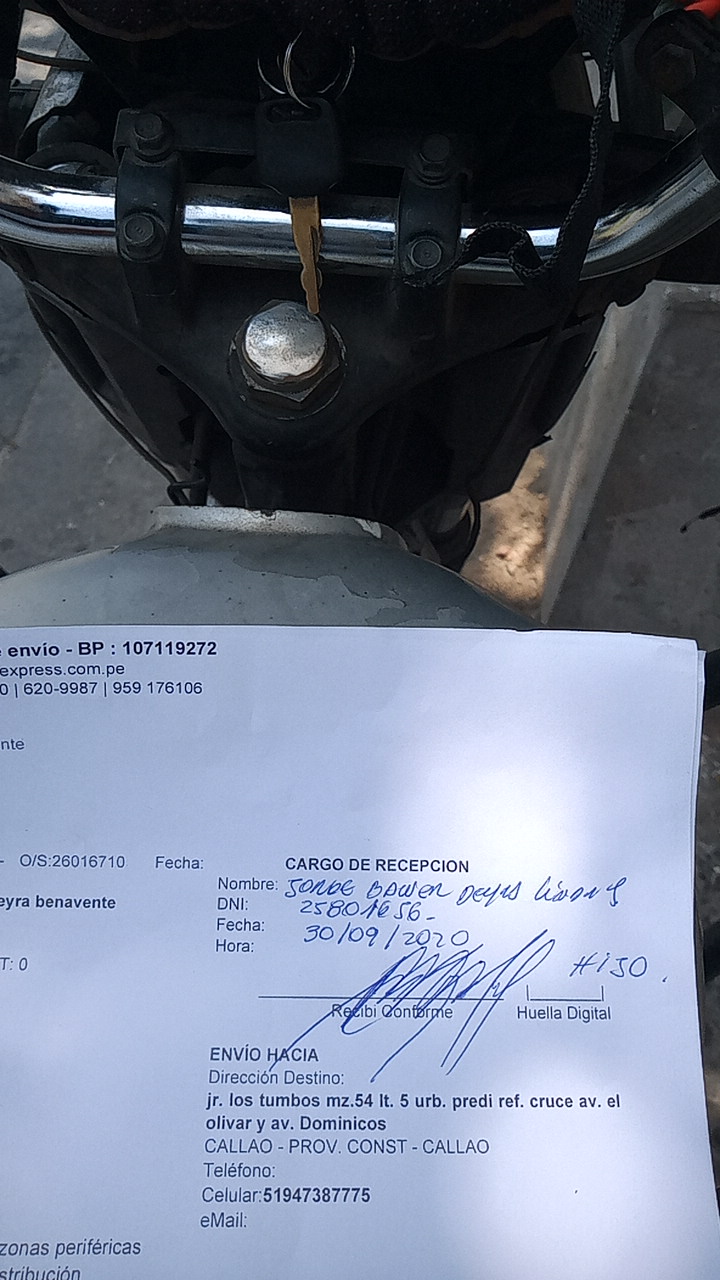 envío - BP : 107119272
express.com.pe
0 | 620-9987 | 959 176106
nte
- O/S:26016710 Fecha:
CARGO DE RECEPCION
Nombre: JORGE
eyra benavente
DNI:
Fecha: 30/09/2020
Hora:
T: 0
HIJO.
Recibi Conforme Huella Digital
ENVÍO HACIA
Dirección Destino:
jr. los tumbos mz.54 lt. 5 urb. predi ref. cruce av. el
olivar y av. Dominicos
CALLAO - PROV. CONST - CALLAO
Teléfono:
Celular:51947387775
eMail:
zonas periféricas
stribución